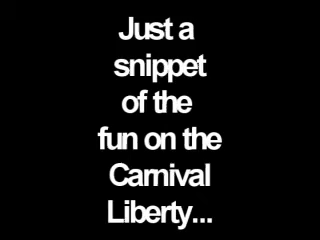 Just a
snippet
of the
fun on the
Carnival
Liberty...